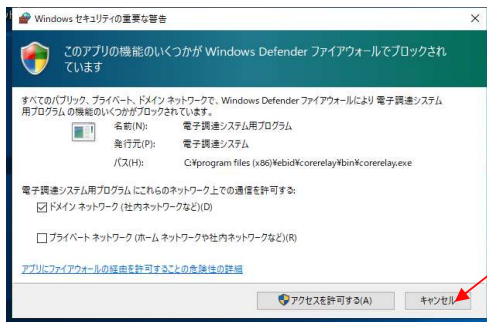 Windows セキュリティの重要な警告
このアプリの機能のいくつかが Windows Defender ファイアウォールでブロックされ
ています
すべてのパブリック、プライベート、ドメイン ネットワークで、Windows Defender ファイアウォールにより 電子調達システム
用プログラム の機能のいくつかがブロックされています。
名前(N): 電子調達システム用プログラム
発行元(P): 電子調達システム
パス(H): C:¥program files (x86)¥ebid¥corerelay¥bin¥corerelay.exe
電子調達システム用プログラム にこれらのネットワーク上での通信を許可する:
ドメイン ネットワーク (社内ネットワークなど)(D)
プライベート ネットワーク (ホーム ネットワークや社内ネットワークなど)(R)
アプリにファイアウォールの経由を許可することの危険性の詳細
アクセスを許可する(A) キャンセル